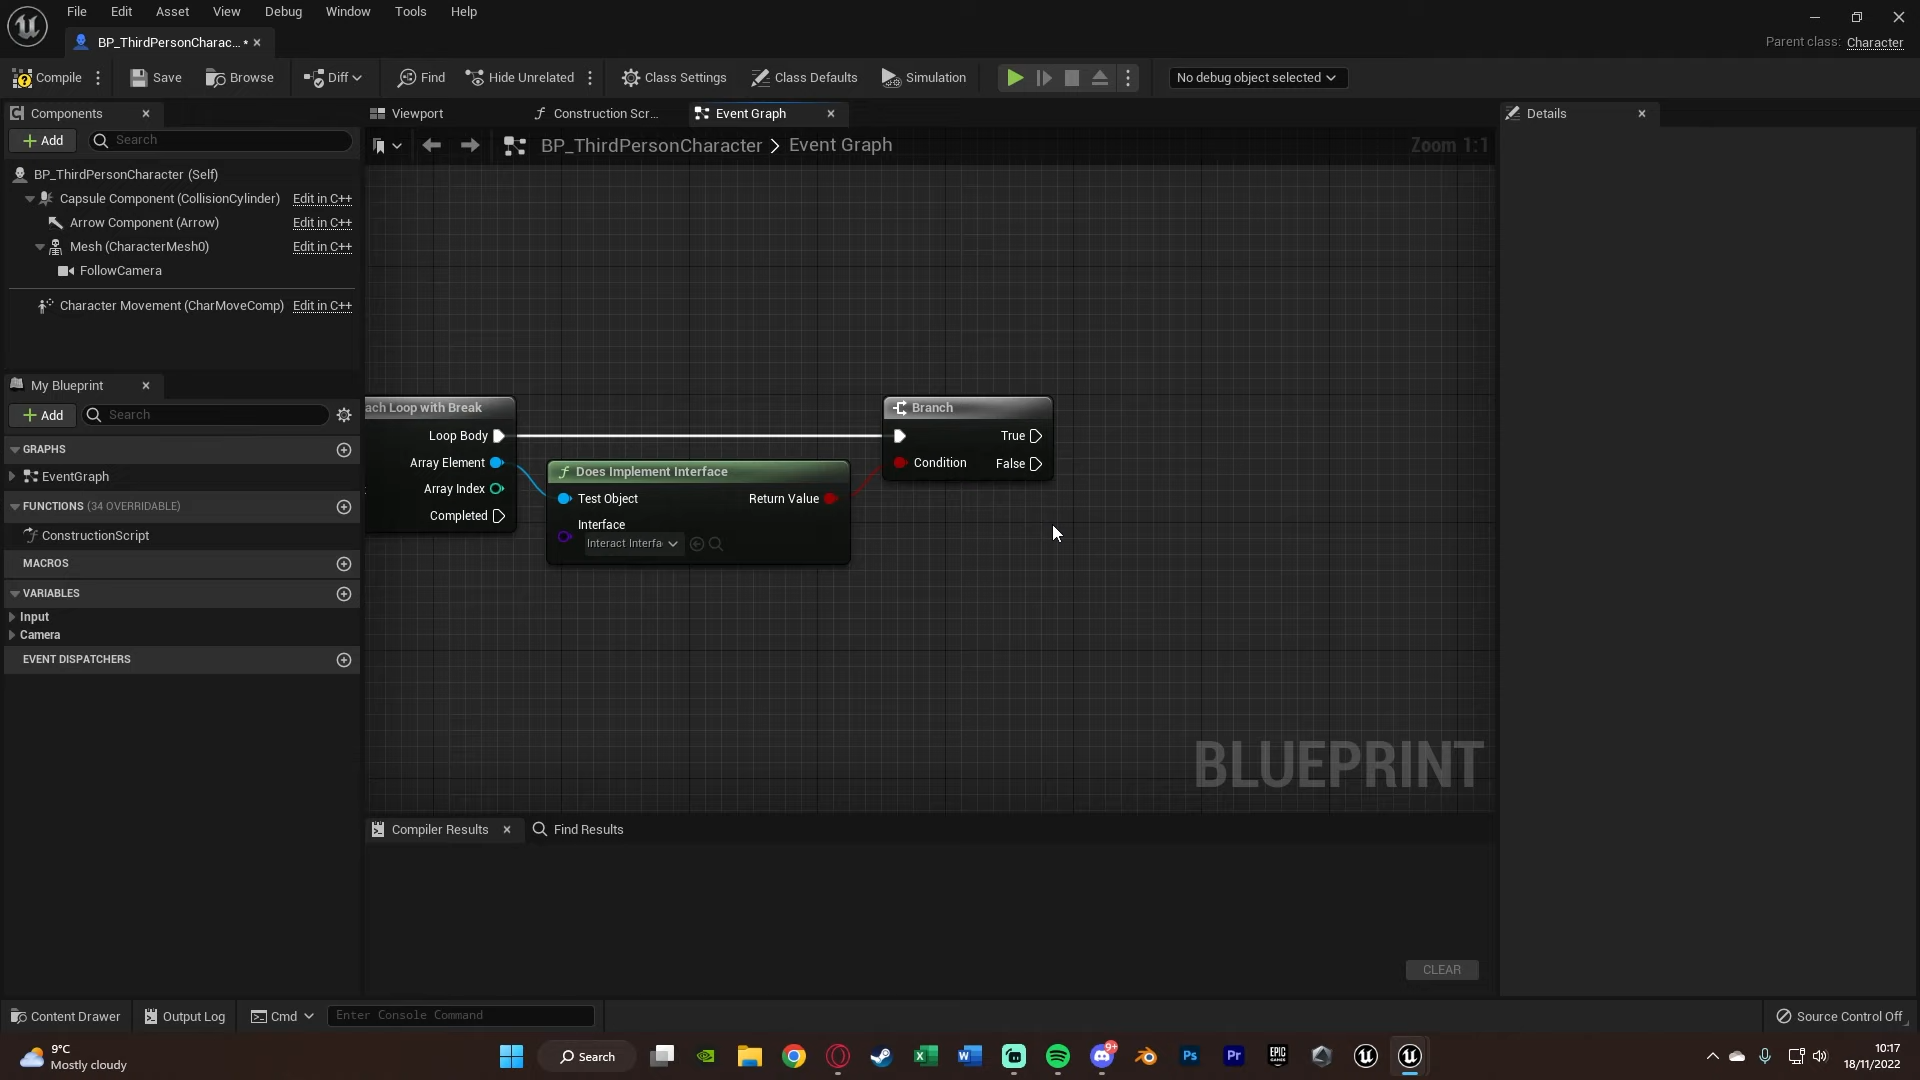 File Edit Asset View Debug Window Tools Help
BP_ThirdPersonCharac... •
Parent class: Character
Compile Save Browse Diff Find Hide Unrelated Class Settings Class Defaults Simulation No debug object selected
Components
Add Search
BP_ThirdPersonCharacter (Self)
Capsule Component (CollisionCylinder) Edit in C++
Arrow Component (Arrow) Edit in C++
Mesh (CharacterMesh0) Edit in C++
FollowCamera
Character Movement (CharMoveComp) Edit in C++
My Blueprint
Add Search
GRAPHS
EventGraph
FUNCTIONS (34 OVERRIDABLE)
ConstructionScript
MACROS
VARIABLES
Input
Camera
EVENT DISPATCHERS
Viewport Construction Scr... Event Graph
BP_ThirdPersonCharacter > Event Graph Zoom 1:1
ach Loop with Break
Loop Body
Array Element
Array Index
Completed
Does Implement Interface
Test Object Return Value
Interface
Interact Interfa
Branch
True
Condition False
BLUEPRINT
Compiler Results Find Results
CLEAR
Details
Content Drawer Output Log Cmd Enter Console Command Source Control Off
9°C
Mostly cloudy
Search
9+
Ps
Pr
EPIC
GAMES
10:17
18/11/2022